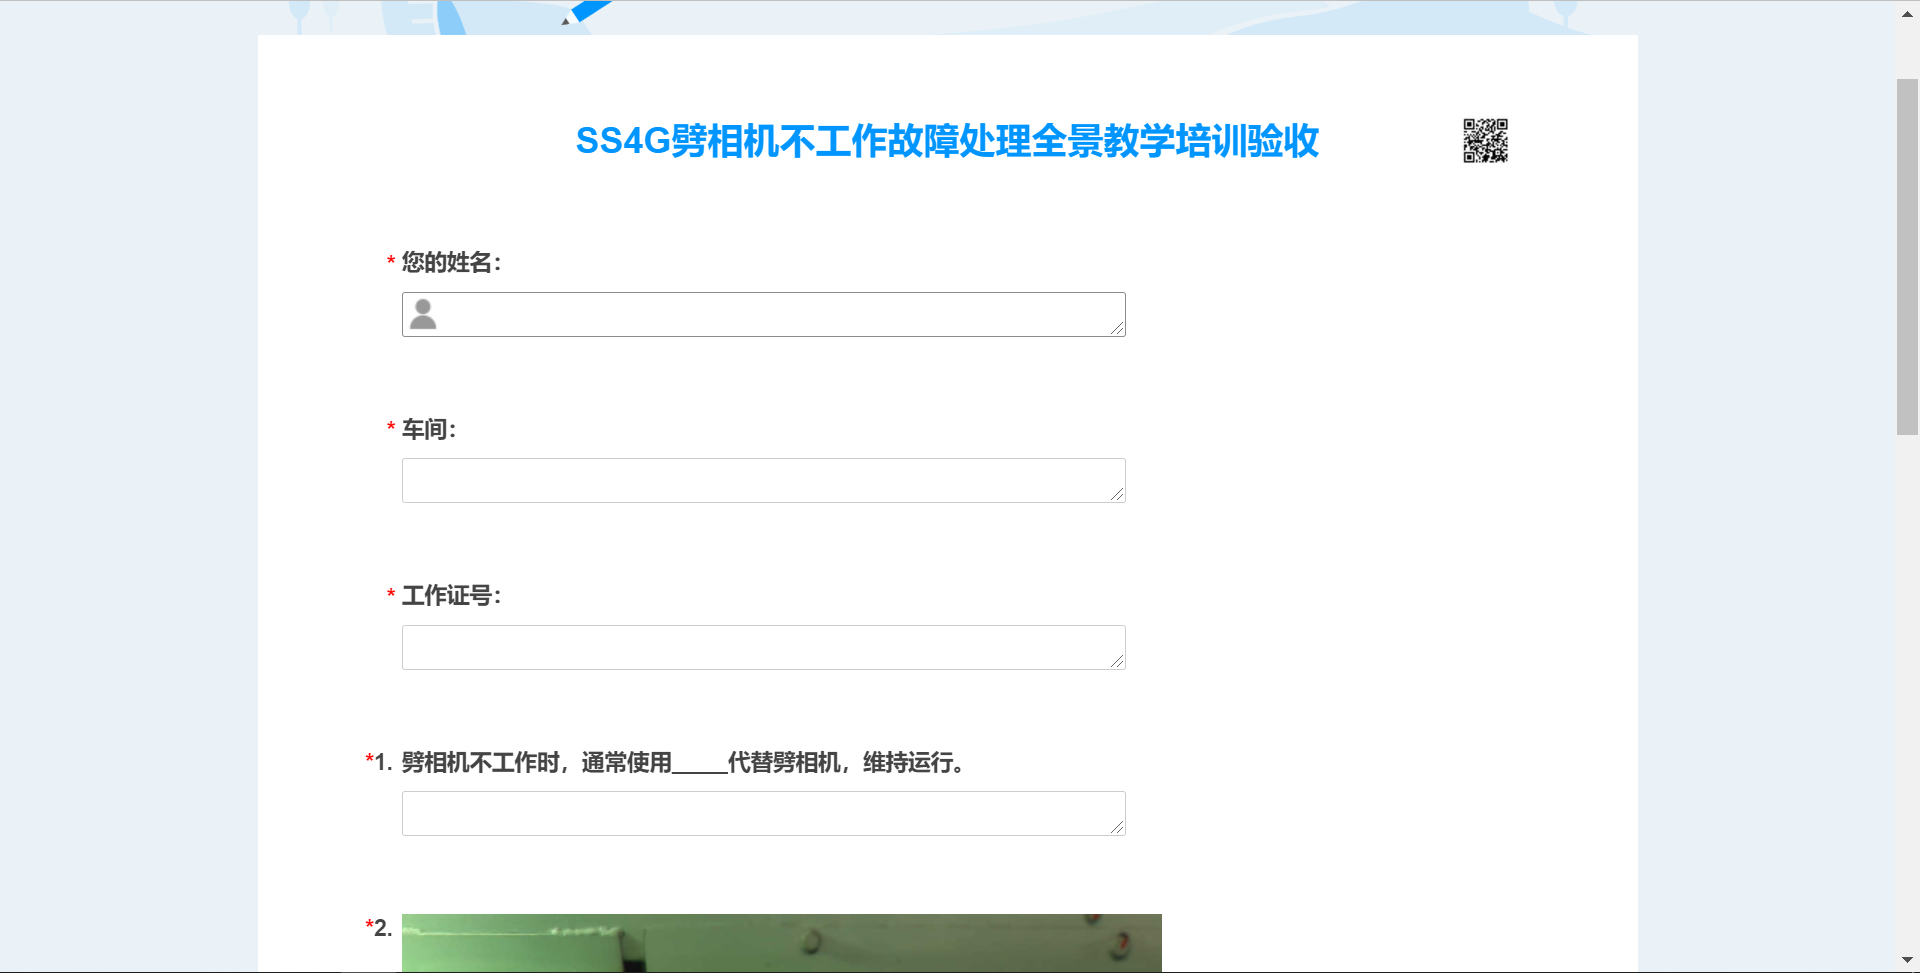 SS4G劈相机不工作故障处理全景教学培训验收
* 您的姓名：
* 车间：
* 工作证号：
*1. 劈相机不工作时，通常使用_____代替劈相机，维持运行。
*2.